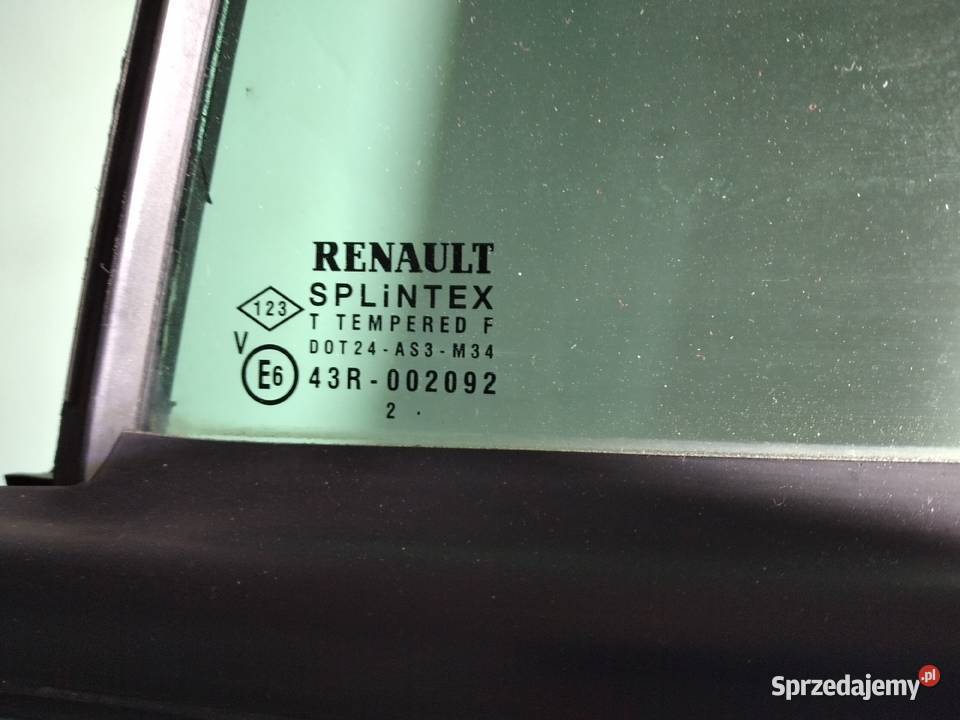 RENAULT
SPLiNTEX
123
T TEMPERED F
V
DOT24-AS3-M34
E6
43R-002092
2 .
Sprzedajemy.pl